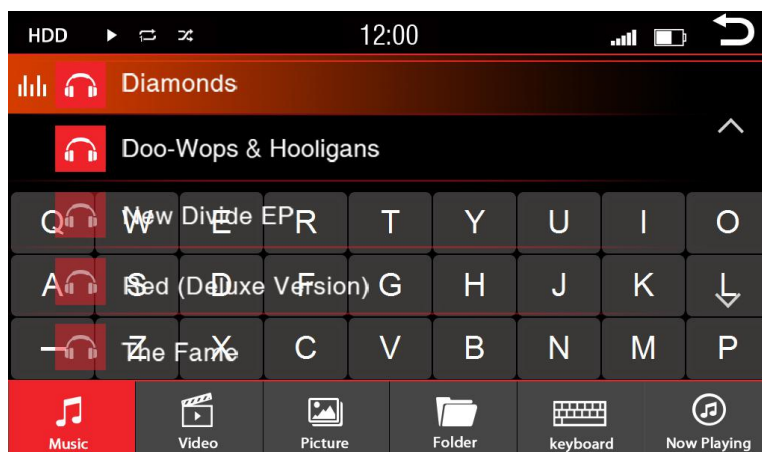 HDD 12:00
Diamonds
Doo-Wops & Hooligans
New Divide EP
Q W E R T Y U I O
Red (Deluxe Version)
A S D F G H J K L
The Fame
— Z X C V B N M P
Music Video Picture Folder keyboard Now Playing